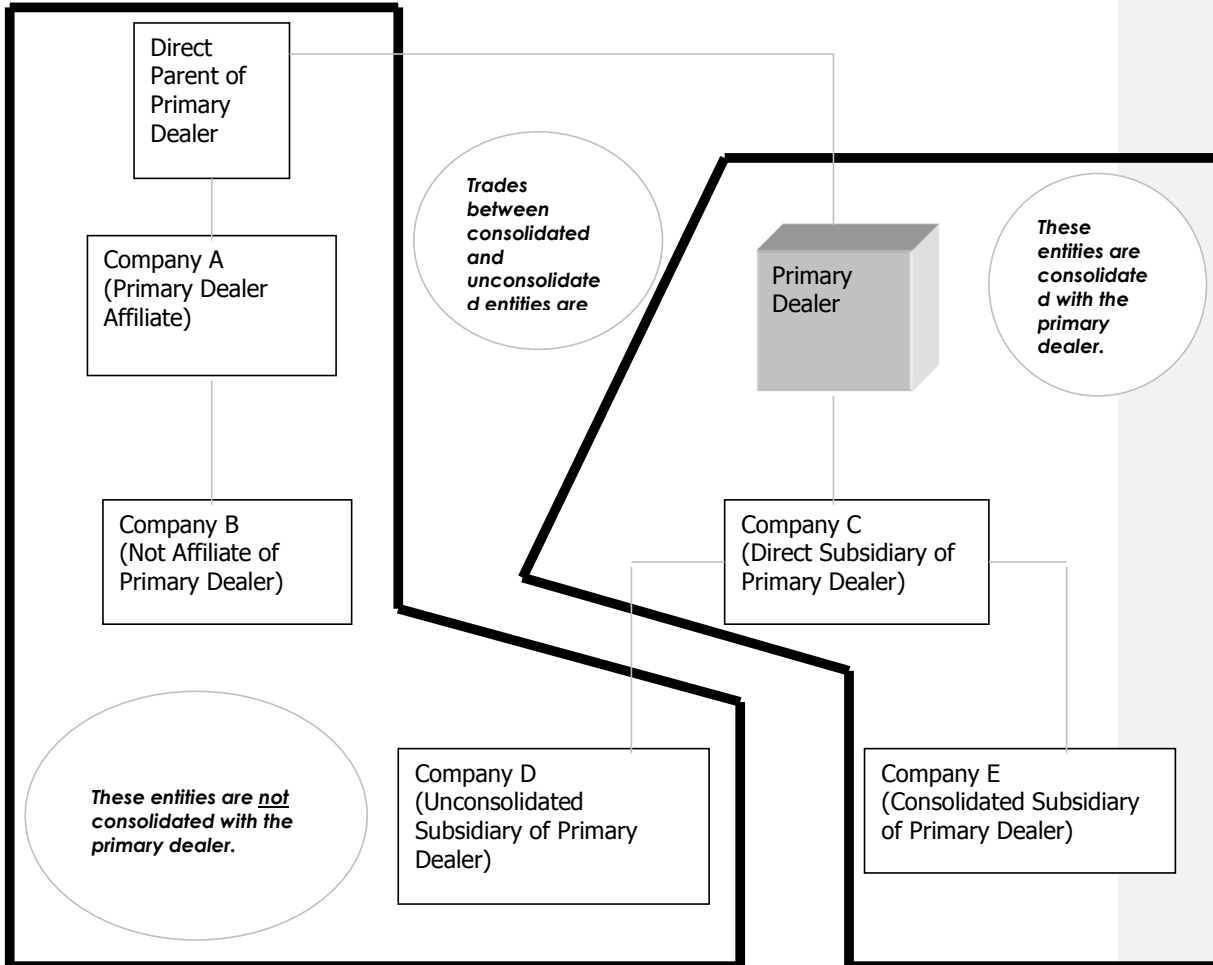 Direct
Parent of
Primary
Dealer
Trades
between
consolidated
and
unconsolidate
d entities are
These
entities are
consolidate
d with the
primary
dealer.
Company A
(Primary Dealer
Affiliate)
Primary
Dealer
Company B
(Not Affiliate of
Primary Dealer)
Company C
(Direct Subsidiary of
Primary Dealer)
These entities are not
consolidated with the
primary dealer.
Company D
(Unconsolidated
Subsidiary of Primary
Dealer)
Company E
(Consolidated Subsidiary
of Primary Dealer)